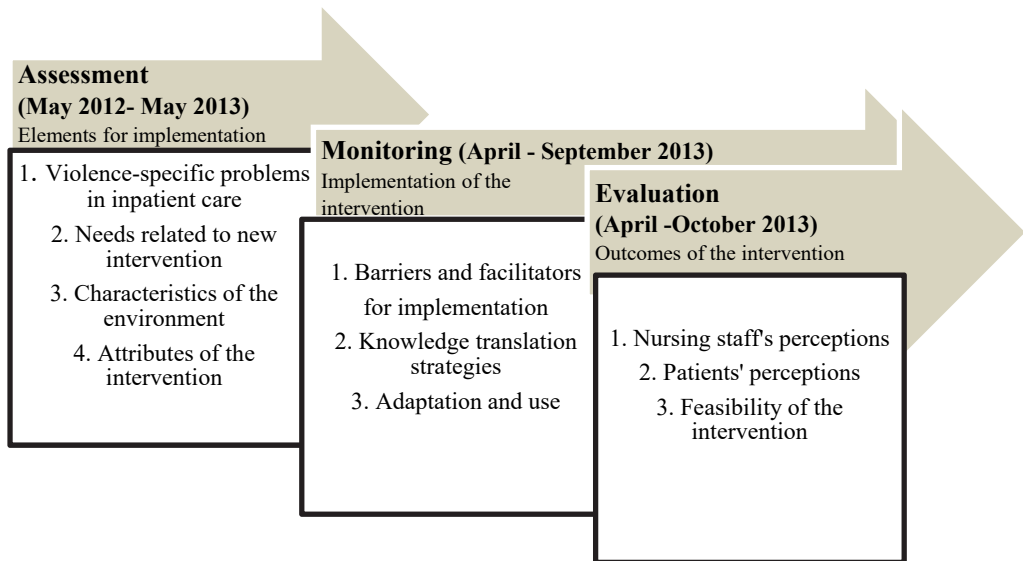 Assessment
(May 2012- May 2013)
Elements for implementation
1. Violence-specific problems
in inpatient care
2. Needs related to new
intervention
3. Characteristics of the
environment
4. Attributes of the
intervention
Monitoring (April - September 2013)
Implementation of the
intervention
1. Barriers and facilitators
for implementation
2. Knowledge translation
strategies
3. Adaptation and use
Evaluation
(April -October 2013)
Outcomes of the intervention
1. Nursing staff's perceptions
2. Patients' perceptions
3. Feasibility of the
intervention